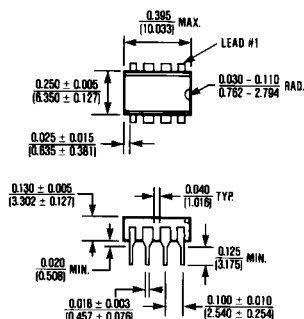 0.395
(10.033) MAX.
LEAD #1
0.250 ± 0.005
(6.350 ± 0.127)
0.030 - 0.110
0.762 - 2.794 RAD.
0.025 ± 0.015
(0.635 ± 0.381)
0.130 ± 0.005
(3.302 ± 0.127)
0.040
(1.016) TYP.
0.020
(0.508) MIN.
0.125
(3.175) MIN.
0.018 ± 0.003
(0.457 ± 0.076)
0.100 ± 0.010
(2.540 ± 0.254)